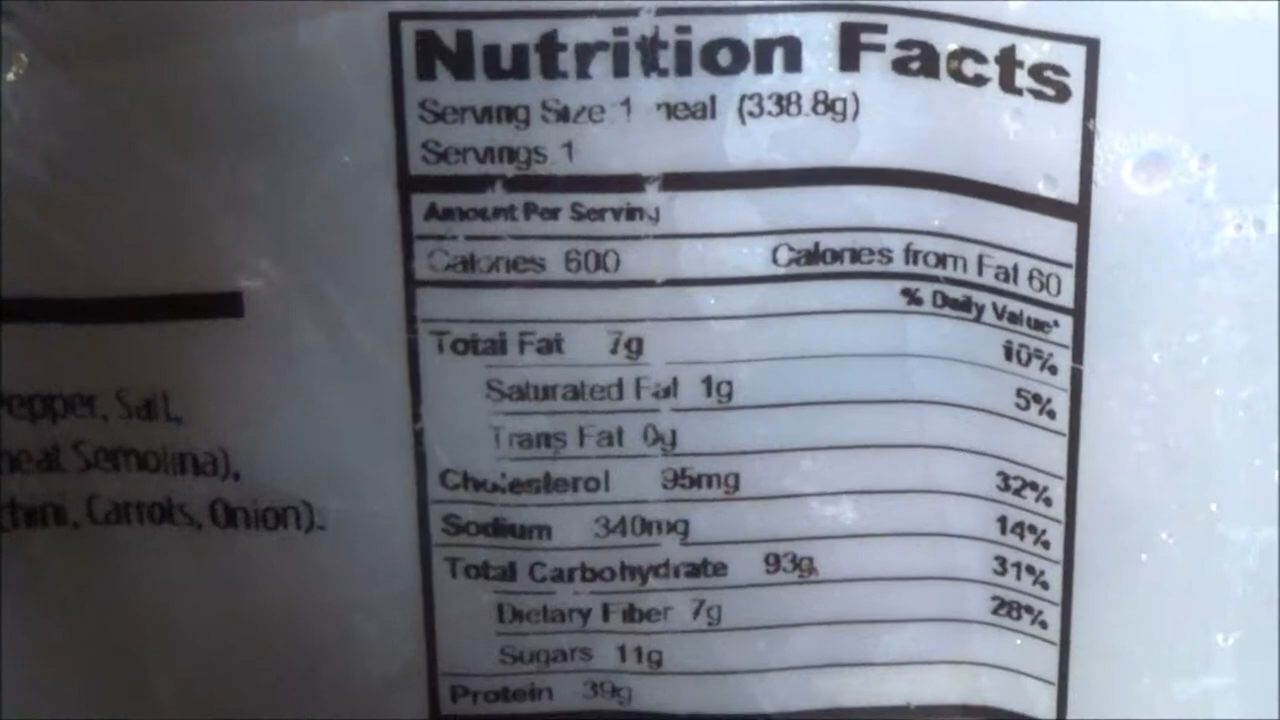 Nutrition Facts
Serving Size 1 meal (338.8g)
Servings 1
Amount Per Serving
Calories 600 Calories from Fat 60
% Daily Value*
Total Fat 7g 10%
Saturated Fat 1g 5%
Trans Fat 0g
Cholesterol 95mg 32%
Sodium 340mg 14%
Total Carbohydrate 93g 31%
Dietary Fiber 7g 28%
Sugars 11g
Protein 39g
epper, Salt,
heat Semolina),
chini, Carrots, Onion).